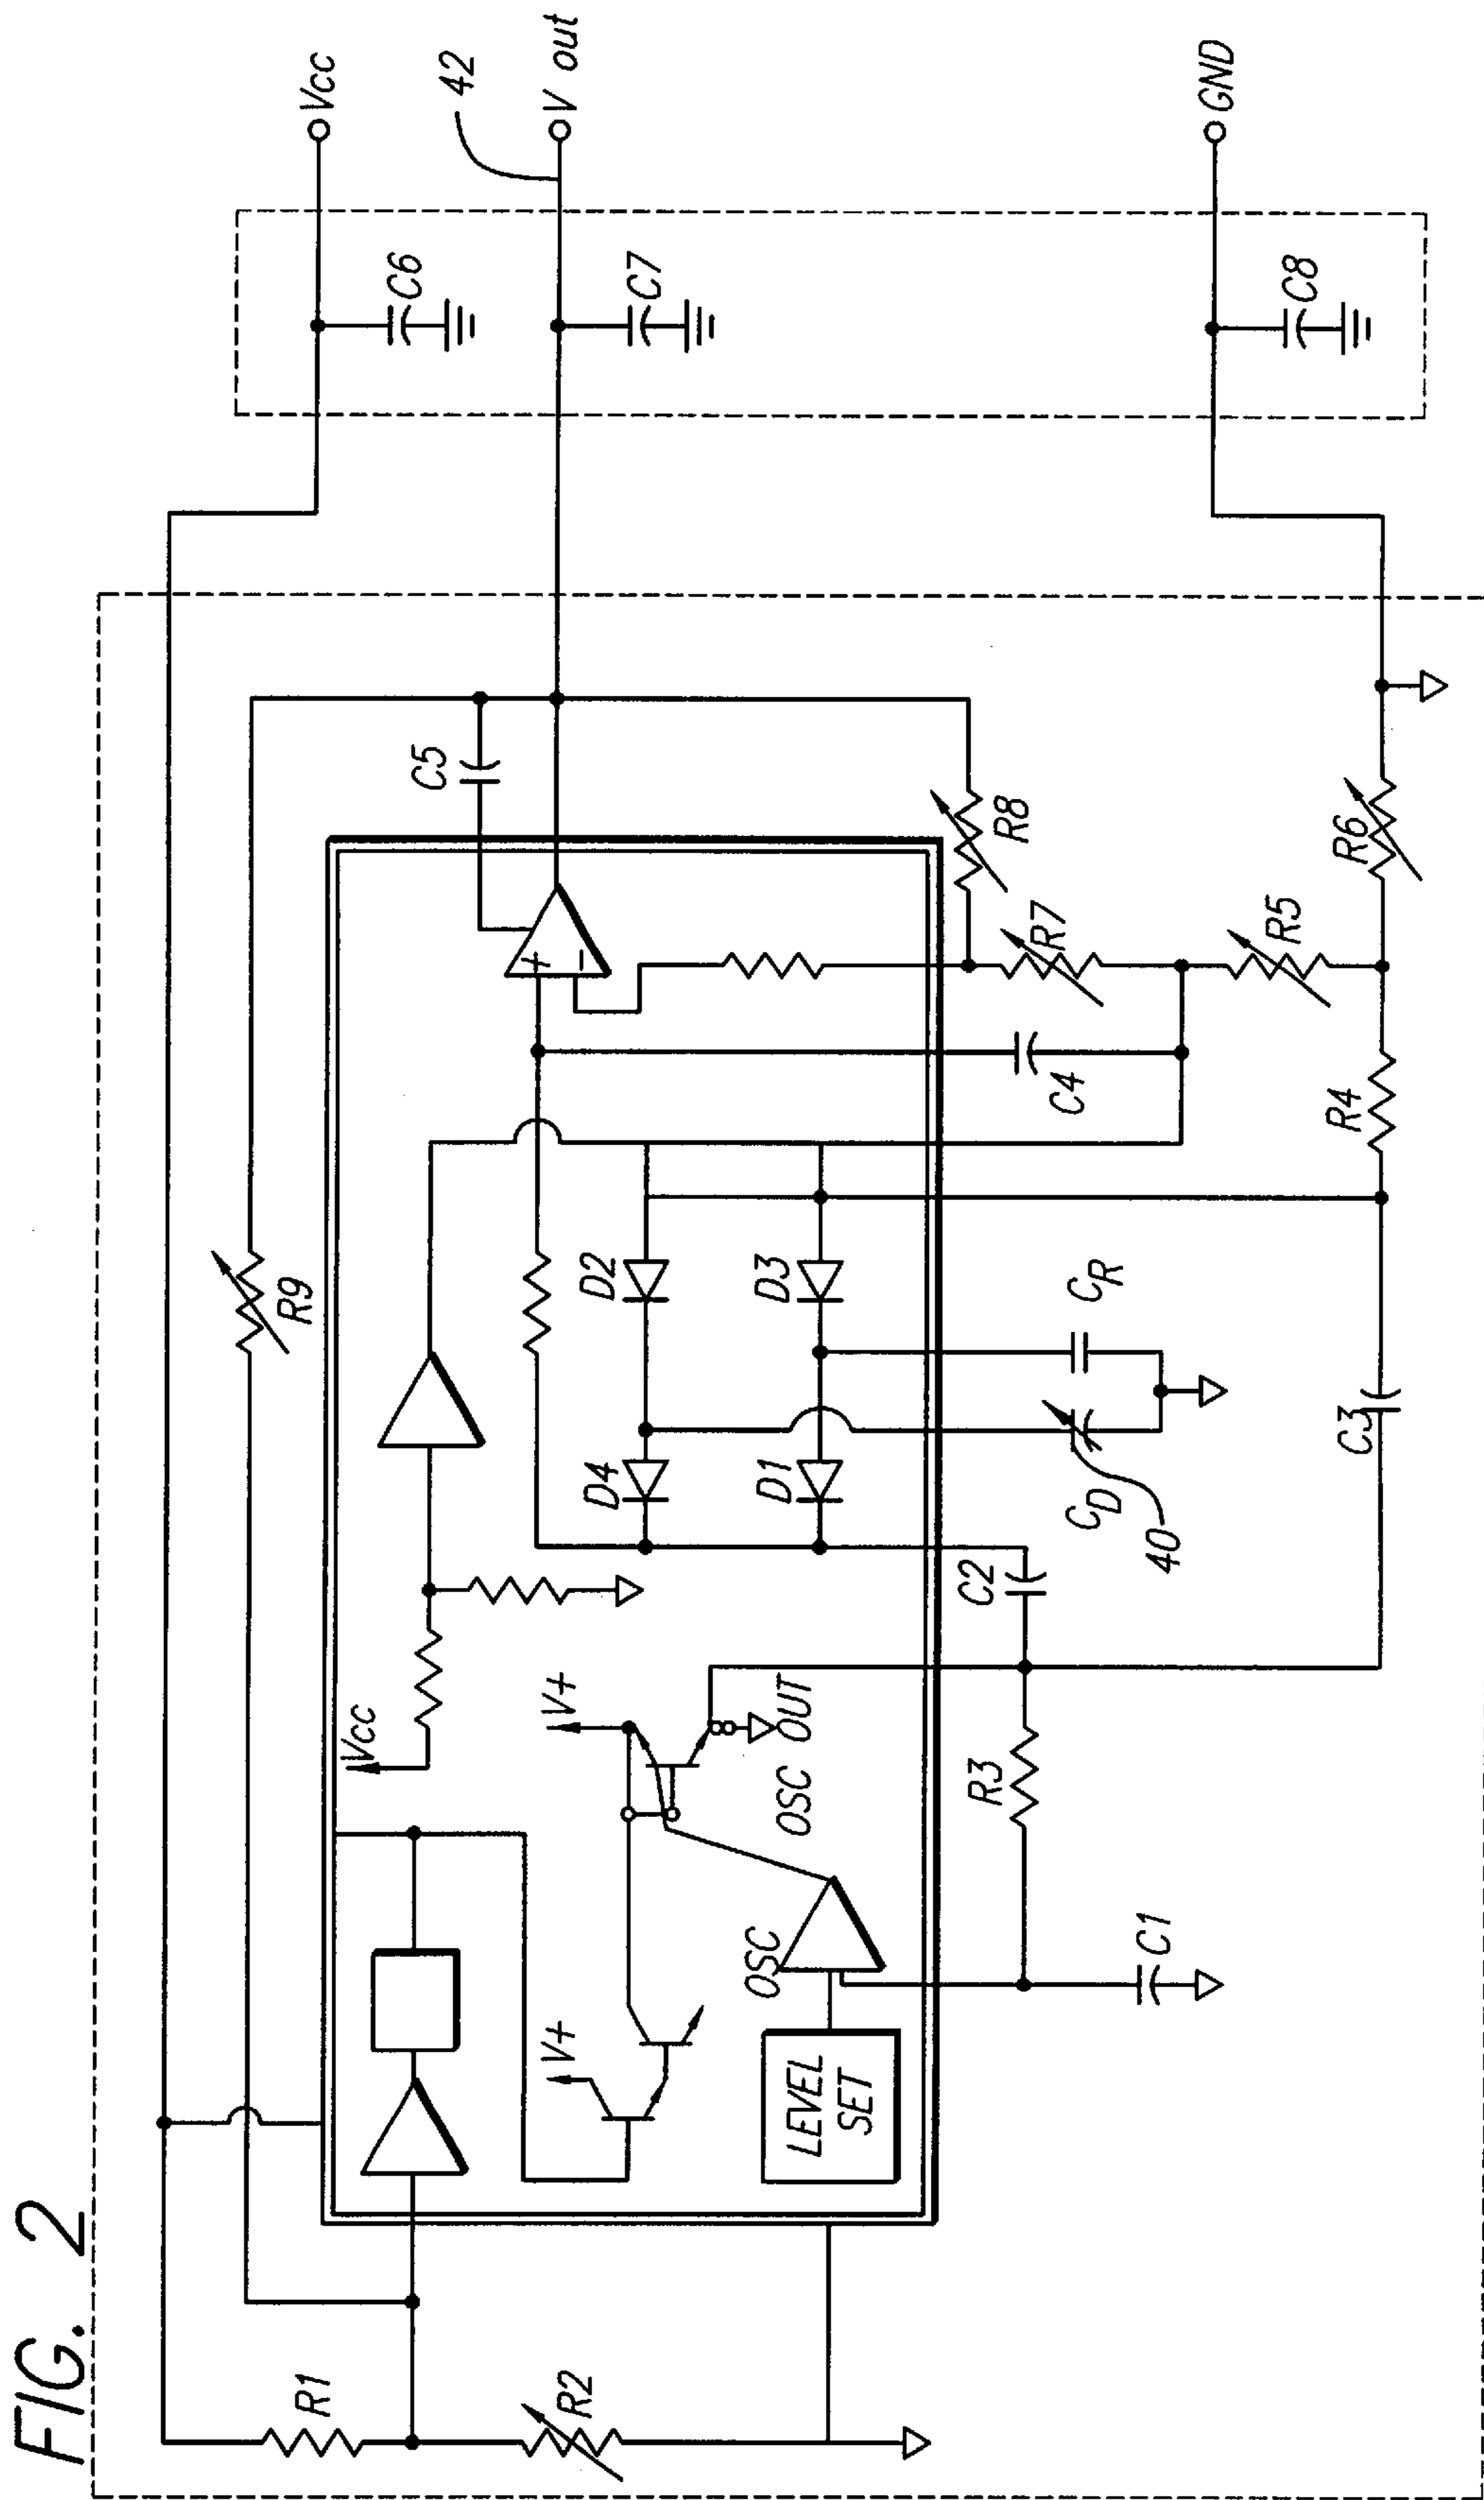 FIG. 2
Vcc
42
V out
GND
C6
C7
C8
R1
R2
R9
C5
Vcc
V+
V+
OSC
OSC OUT
LEVEL
SET
+
−
D2
D3
D4
D1
R8
R7
R5
R6
R4
C4
CR
CD
40
C2
C3
R3
C1